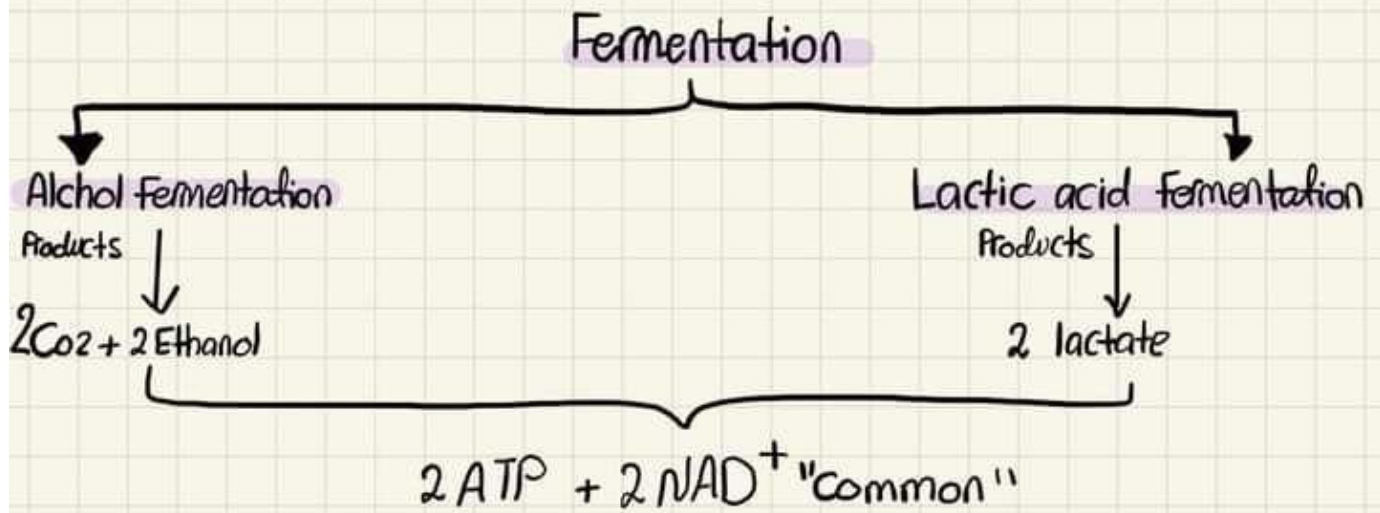 Fermentation
Alchol Fermentation
Lactic acid fermentation
Products
Products
2Co2 + 2 Ethanol
2 lactate
2 ATP + 2 NAD+ "Common"